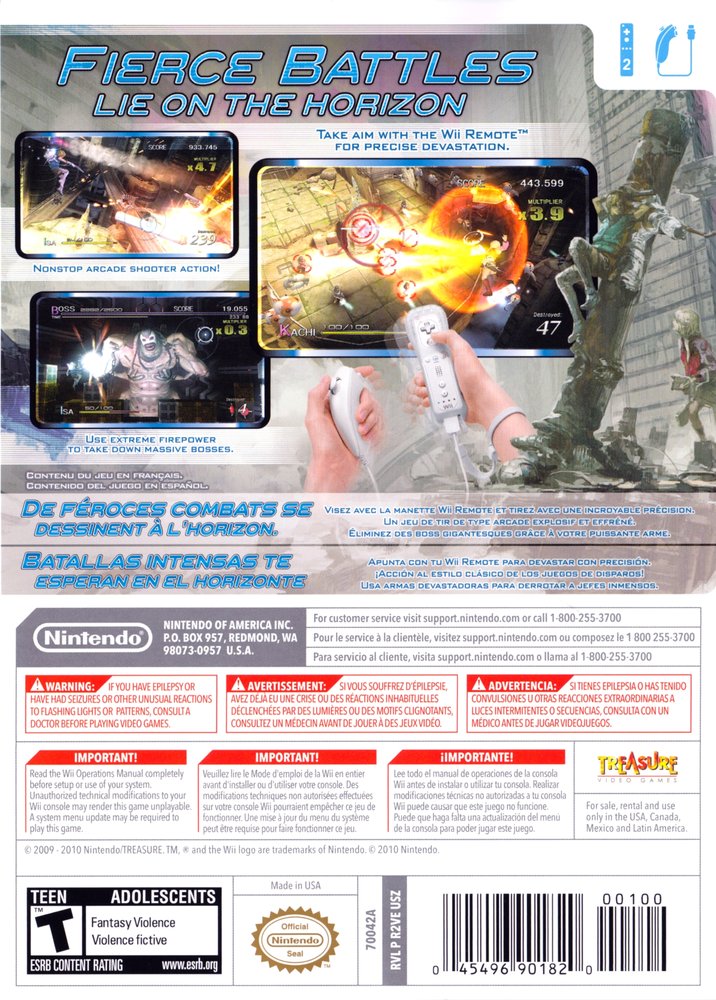 2
FIERCE BATTLES
LIE ON THE HORIZON
TAKE AIM WITH THE Wii REMOTE™
FOR PRECISE DEVASTATION.
SCORE 933.745
MULTIPLIER
x4.7
ISA
Destroyed:
239
NONSTOP ARCADE SHOOTER ACTION!
SCORE 443.599
MULTIPLIER
x3.9
KACHI 100/100
Destroyed:
47
Wii
BOSS
TIME
SCORE 19.055
MULTIPLIER
x0.3
ISA 50/100
Destroyed:
USE EXTREME FIREPOWER
TO TAKE DOWN MASSIVE BOSSES.
CONTENU DU JEU EN FRANÇAIS.
CONTENIDO DEL JUEGO EN ESPAÑOL.
DE FÉROCES COMBATS SE
DESSINENT À L'HORIZON.
VISEZ AVEC LA MANETTE Wii REMOTE ET TIREZ AVEC UNE INCROYABLE PRÉCISION.
UN JEU DE TIR DE TYPE ARCADE EXPLOSIF ET EFFRÉNÉ.
ÉLIMINEZ DES BOSS GIGANTESQUES GRÂCE À VOTRE PUISSANTE ARME.
BATALLAS INTENSAS TE
ESPERAN EN EL HORIZONTE
APUNTA CON TU Wii REMOTE PARA DEVASTAR CON PRECISIÓN.
¡ACCIÓN AL ESTILO CLÁSICO DE LOS JUEGOS DE DISPAROS!
USA ARMAS DEVASTADORAS PARA DERROTAR A JEFES INMENSOS.
Nintendo®
NINTENDO OF AMERICA INC.
P.O. BOX 957, REDMOND, WA
98073-0957 U.S.A.
For customer service visit support.nintendo.com or call 1-800-255-3700
Pour le service à la clientèle, visitez support.nintendo.com ou composez le 1 800 255-3700
Para servicio al cliente, visita support.nintendo.com o llama al 1-800-255-3700
WARNING: IF YOU HAVE EPILEPSY OR
HAVE HAD SEIZURES OR OTHER UNUSUAL REACTIONS
TO FLASHING LIGHTS OR PATTERNS, CONSULT A
DOCTOR BEFORE PLAYING VIDEO GAMES.
AVERTISSEMENT: SI VOUS SOUFFREZ D'ÉPILEPSIE,
AVEZ DÉJÀ EU UNE CRISE OU DES RÉACTIONS INHABITUELLES
DÉCLENCHÉES PAR DES LUMIÈRES OU DES MOTIFS CLIGNOTANTS,
CONSULTEZ UN MÉDECIN AVANT DE JOUER À DES JEUX VIDÉO.
ADVERTENCIA: SI TIENES EPILEPSIA O HAS TENIDO
CONVULSIONES U OTRAS REACCIONES EXTRAORDINARIAS A
LUCES INTERMITENTES O SECUENCIAS, CONSULTA CON UN
MÉDICO ANTES DE JUGAR VIDEOJUEGOS.
IMPORTANT!
Read the Wii Operations Manual completely
before setup or use of your system.
Unauthorized technical modifications to your
Wii console may render this game unplayable.
A system menu update may be required to
play this game.
IMPORTANT!
Veuillez lire le Mode d'emploi de la Wii en entier
avant d'installer ou d'utiliser votre console. Des
modifications techniques non autorisées effectuées
sur votre console Wii pourraient empêcher ce jeu de
fonctionner. Une mise à jour du menu du système
peut être requise pour faire fonctionner ce jeu.
¡IMPORTANTE!
Lee todo el manual de operaciones de la consola
Wii antes de instalar o utilizar tu consola. Realizar
modificaciones técnicas no autorizadas a tu consola
Wii puede causar que este juego no funcione.
Puede que haga falta una actualización del menú
de la consola para poder jugar este juego.
TREASURE
VIDEO GAMES
For sale, rental and use
only in the USA, Canada,
Mexico and Latin America.
© 2009 - 2010 Nintendo/TREASURE. TM, ® and the Wii logo are trademarks of Nintendo. © 2010 Nintendo.
TEEN ADOLESCENTS
T
™
Fantasy Violence
Violence fictive
ESRB CONTENT RATING www.esrb.org
Made in USA
Official
Nintendo
Seal
70042A
RVL P R2VE USZ
00100
0 45496 90182 0